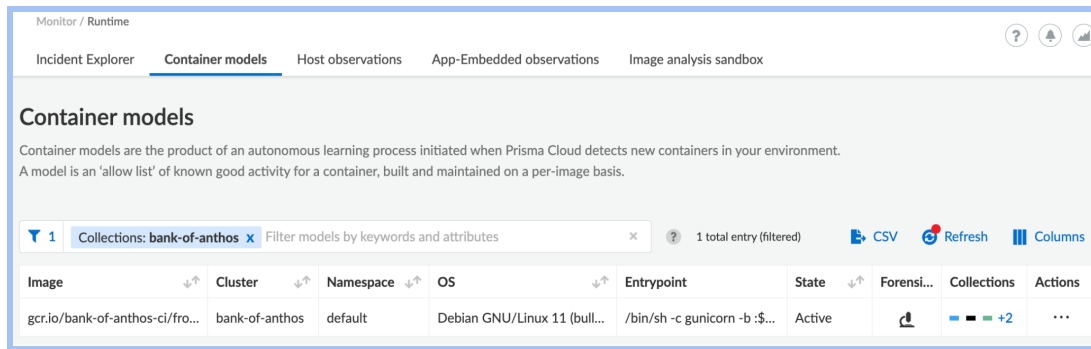 Monitor / Runtime
Incident Explorer Container models Host observations App-Embedded observations Image analysis sandbox
Container models
Container models are the product of an autonomous learning process initiated when Prisma Cloud detects new containers in your environment.
A model is an 'allow list' of known good activity for a container, built and maintained on a per-image basis.
1 Collections: bank-of-anthos x Filter models by keywords and attributes × ? 1 total entry (filtered) CSV Refresh Columns
Image Cluster Namespace OS Entrypoint State Forensi... Collections Actions
gcr.io/bank-of-anthos-ci/fro... bank-of-anthos default Debian GNU/Linux 11 (bull... /bin/sh -c gunicorn -b :$... Active +2 ...